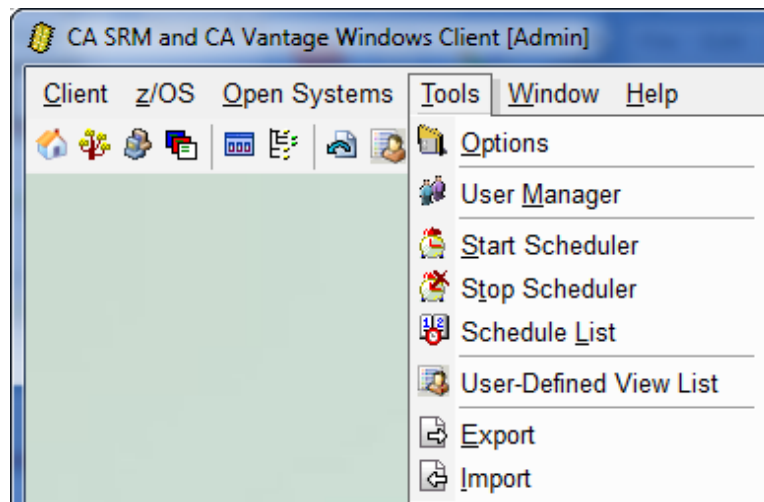 CA SRM and CA Vantage Windows Client [Admin]
Client z/OS Open Systems Tools Window Help
Options
User Manager
Start Scheduler
Stop Scheduler
Schedule List
User-Defined View List
Export
Import